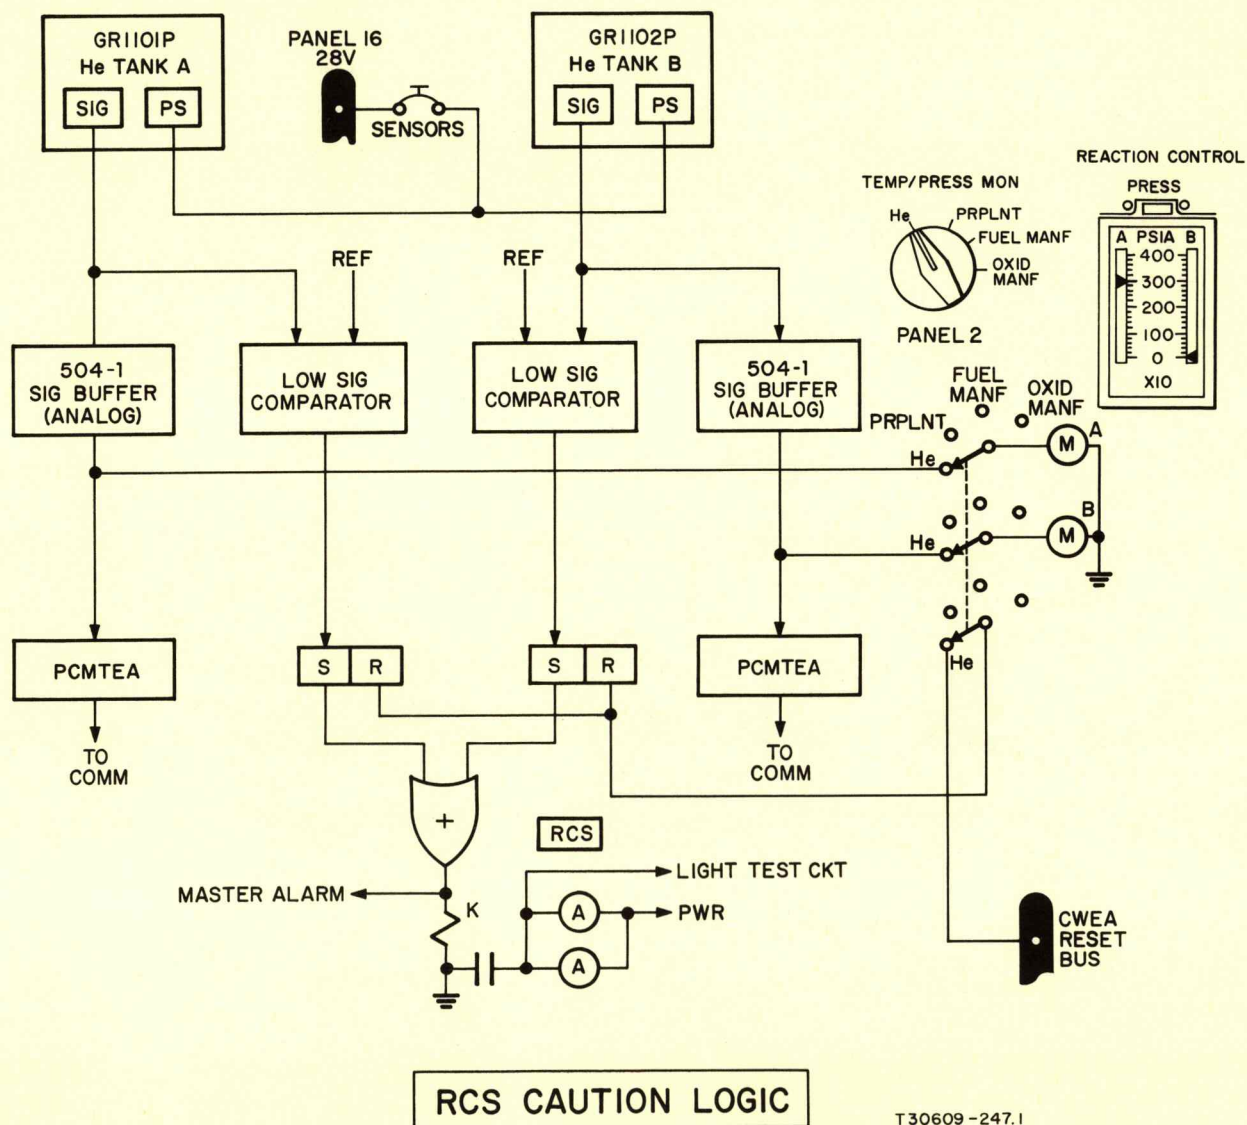 GR1101P
He TANK A
SIG
PS
PANEL 16
28V
SENSORS
GR1102P
He TANK B
SIG
PS
REACTION CONTROL
TEMP/PRESS MON
He
PRPLNT
FUEL MANF
OXID
MANF
PANEL 2
PRESS
A PSIA B
400
300
200
100
0
X10
REF
REF
504-1
SIG BUFFER
(ANALOG)
LOW SIG
COMPARATOR
LOW SIG
COMPARATOR
504-1
SIG BUFFER
(ANALOG)
FUEL
MANF
OXID
MANF
PRPLNT
He
M
A
He
M
B
He
PCMTEA
S
R
S
R
PCMTEA
TO
COMM
TO
COMM
+
RCS
MASTER ALARM
K
LIGHT TEST CKT
A
PWR
A
CWEA
RESET
BUS
RCS CAUTION LOGIC
T30609-247.1